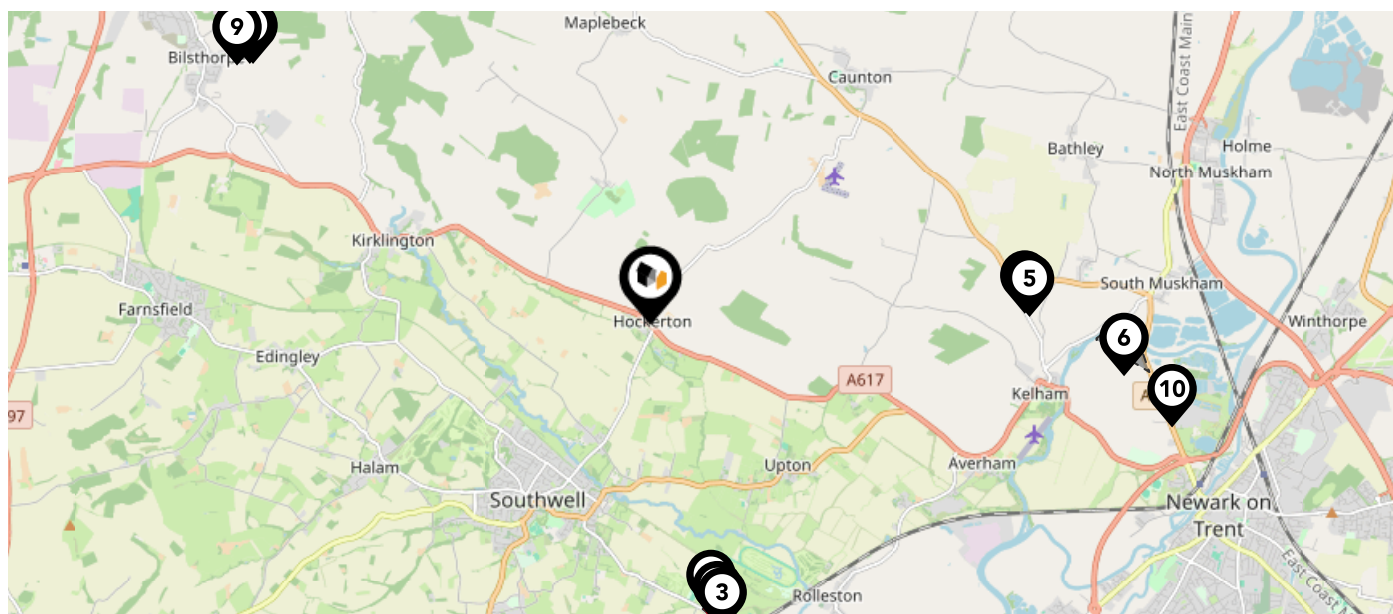 Maplebeck
9
Bilsthorpe
Caunton
East Coast Main
Bathley
Holme
North Muskham
Kirklington
5
South Muskham
Farnsfield
Hockerton
Winthorpe
6
Edingley
A617
10
Kelham
A
97
Halam
Upton
Averham
Southwell
Newark on
Trent
3
Rolleston
East Coast M